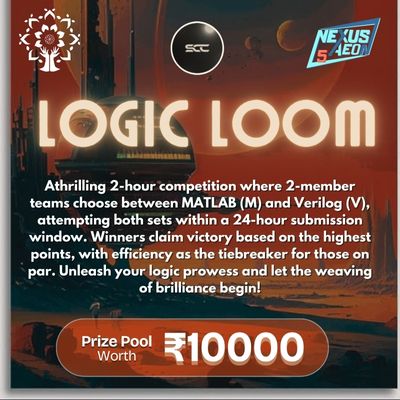 SCC
NEXUS
5 AEON
LOGIC LOOM
Athrilling 2-hour competition where 2-member
teams choose between MATLAB (M) and Verilog (V),
attempting both sets within a 24-hour submission
window. Winners claim victory based on the highest
points, with efficiency as the tiebreaker for those on
par. Unleash your logic prowess and let the weaving
of brilliance begin!
Prize Pool
Worth
₹10000